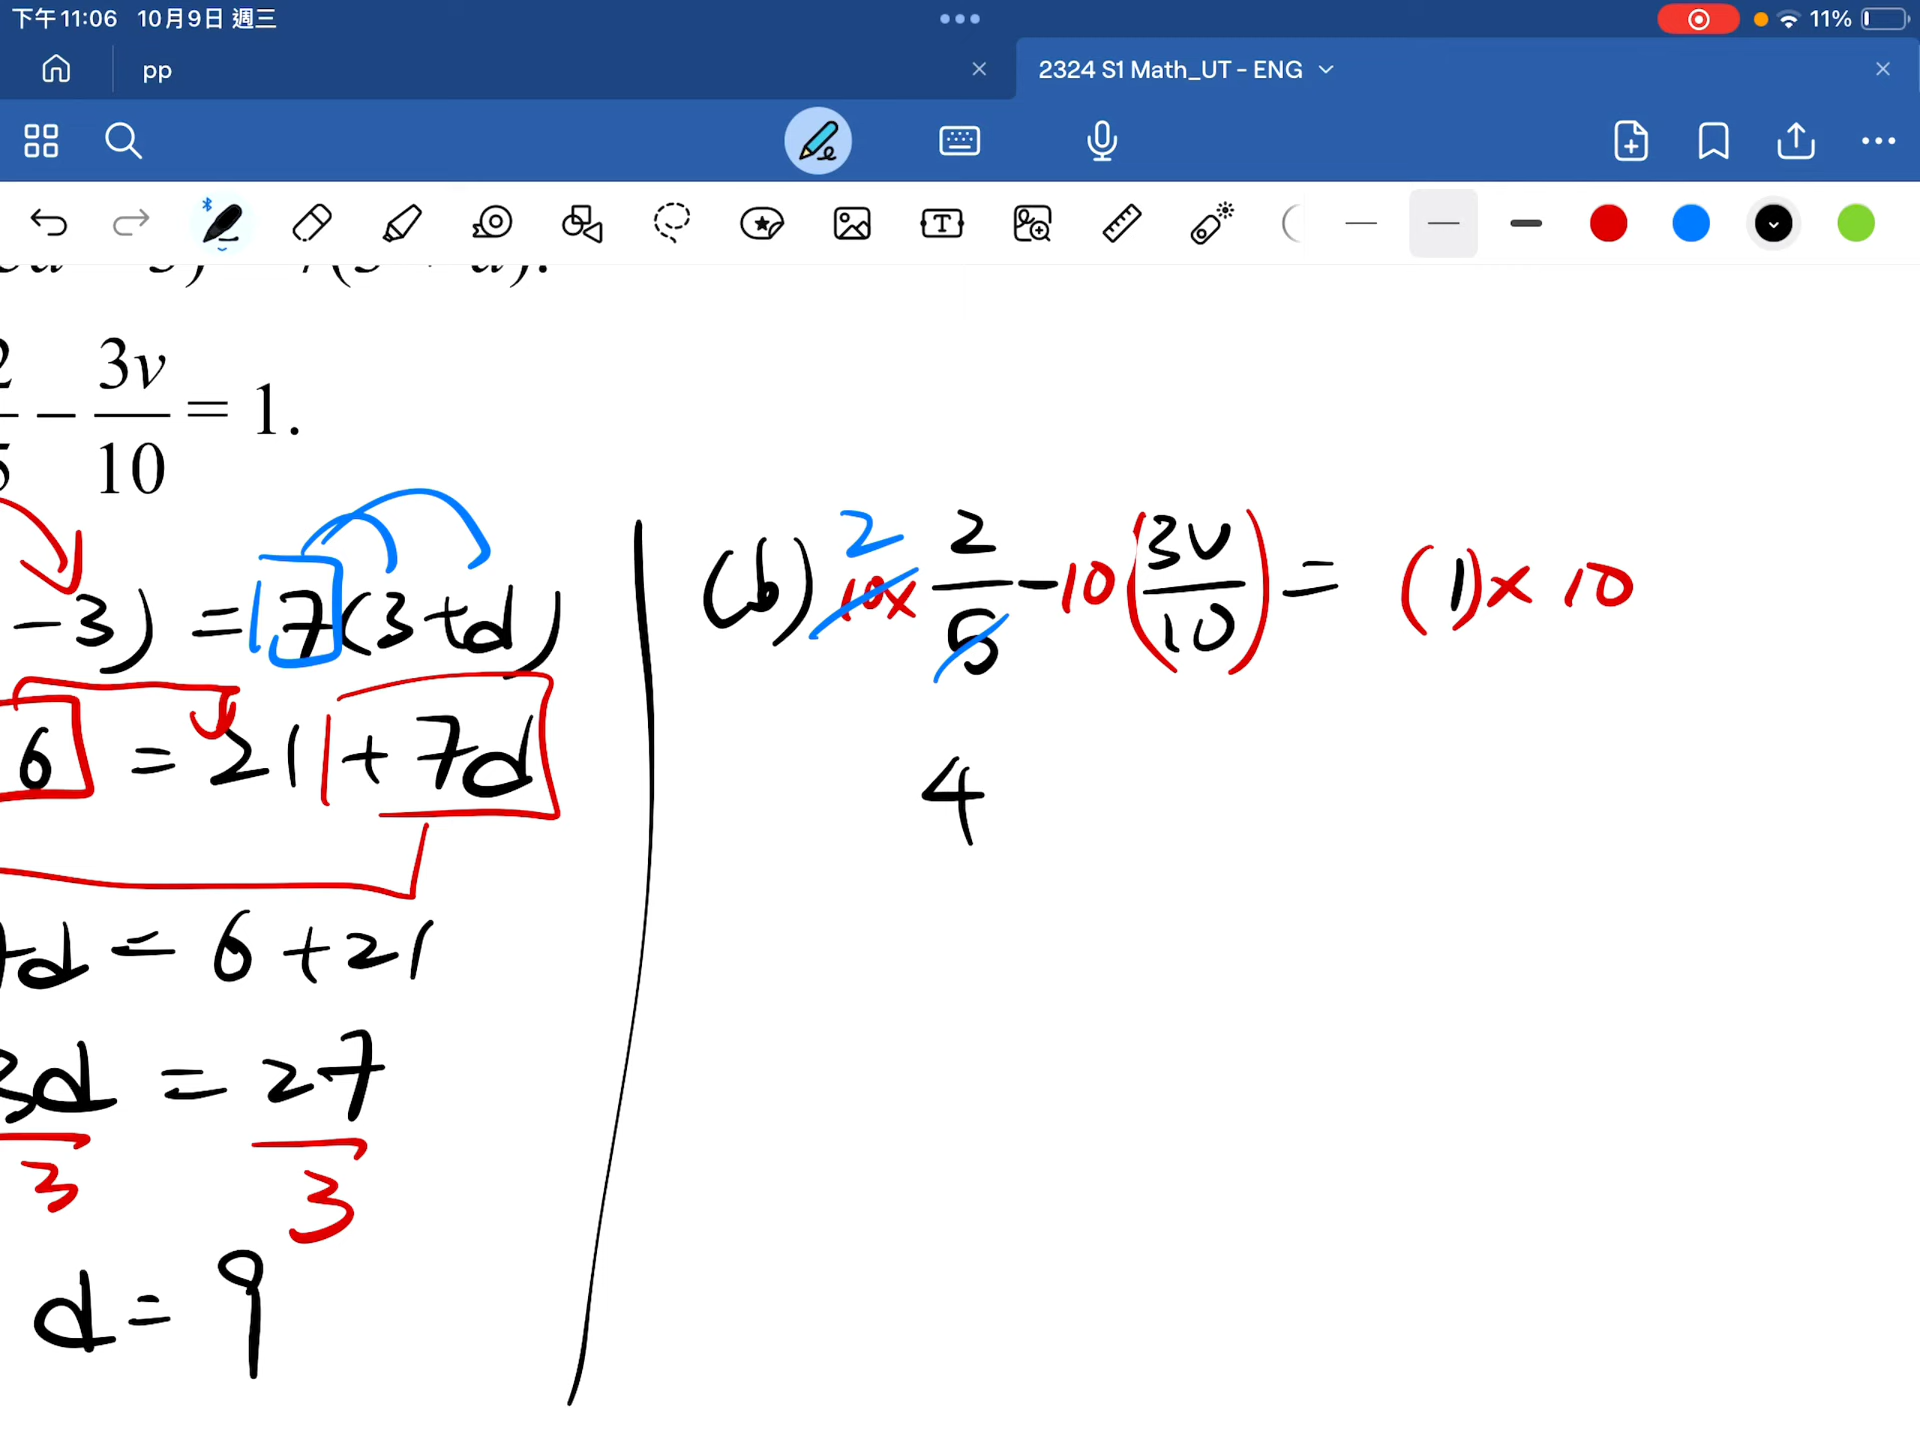 下午11:06 10月9日 週三
11%
pp
2324 S1 Math_UT - ENG
3v
- — = 1.
10
-3) = 7(3+d)
6 = 21 + 7d
d = 6 + 21
3d = 27
3 3
d = 9
(b) 2 10x 2/5 - 10(3v/10) = (1) x 10
4